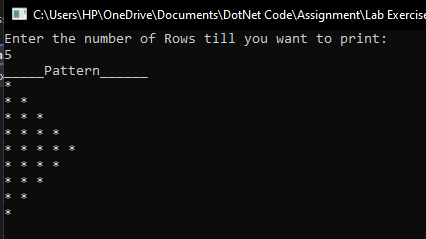 C:\Users\HP\OneDrive\Documents\DotNet Code\Assignment\Lab Exercise
Enter the number of Rows till you want to print:
5
_____Pattern______
*
* *
* * *
* * * *
* * * * *
* * * *
* * *
* *
*